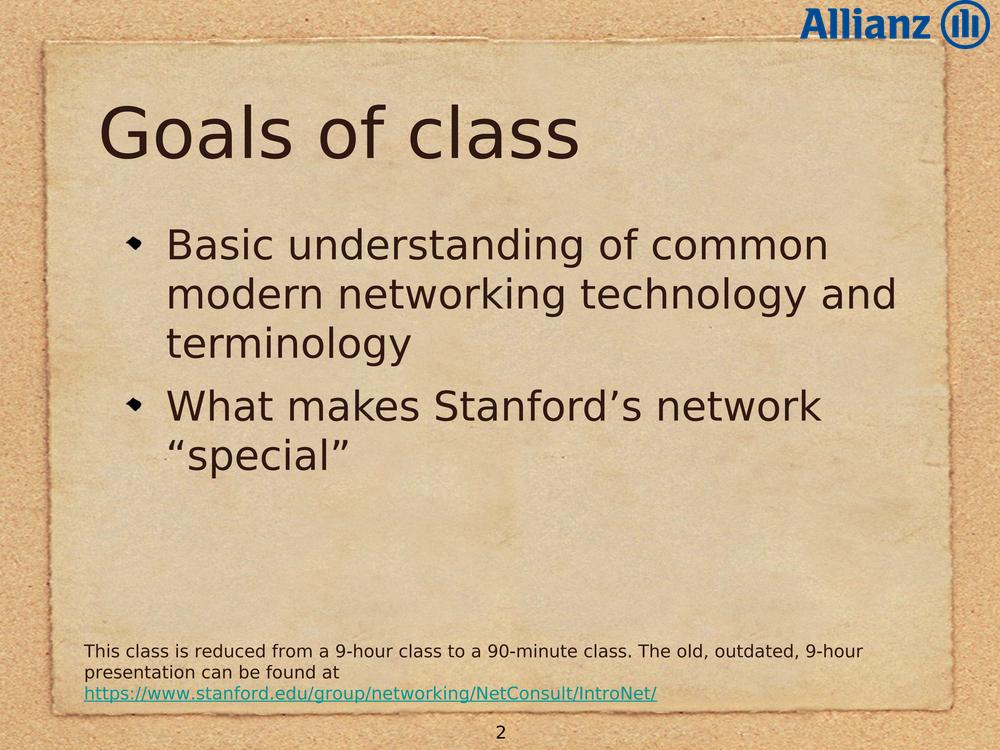 Allianz
Goals of class
Basic understanding of common
modern networking technology and
terminology
What makes Stanford’s network
“special”
This class is reduced from a 9-hour class to a 90-minute class. The old, outdated, 9-hour
presentation can be found at
https://www.stanford.edu/group/networking/NetConsult/IntroNet/
2